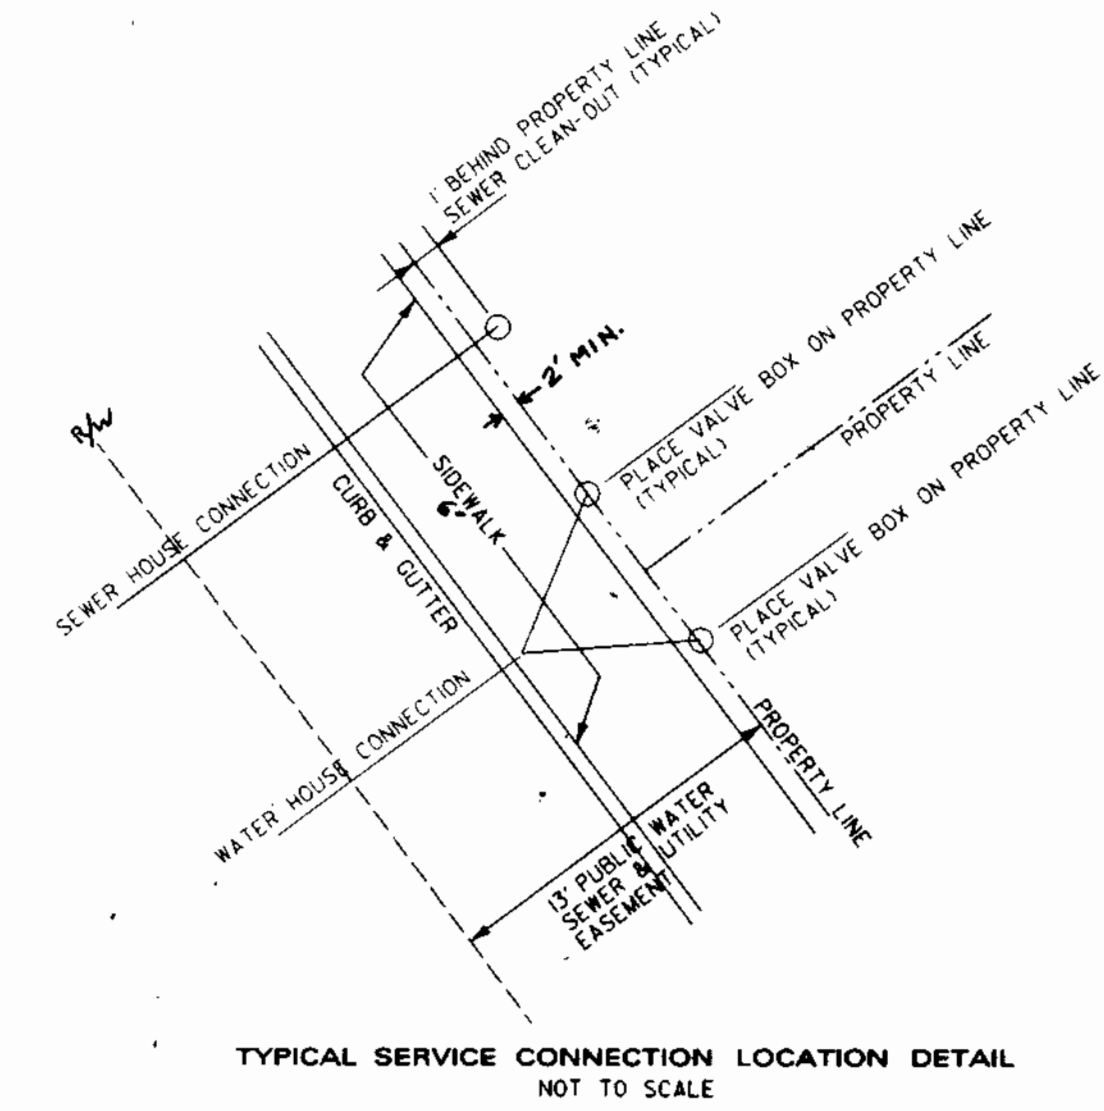 1' BEHIND PROPERTY LINE
SEWER CLEAN-OUT (TYPICAL)
2' MIN.
PLACE VALVE BOX ON PROPERTY LINE
(TYPICAL)
PROPERTY LINE
PLACE VALVE BOX ON PROPERTY LINE
(TYPICAL)
R/W
SEWER HOUSE CONNECTION
CURB & GUTTER
SIDEWALK
6'
WATER HOUSE CONNECTION
PROPERTY LINE
13' PUBLIC WATER
SEWER & UTILITY
EASEMENT
TYPICAL SERVICE CONNECTION LOCATION DETAIL
NOT TO SCALE